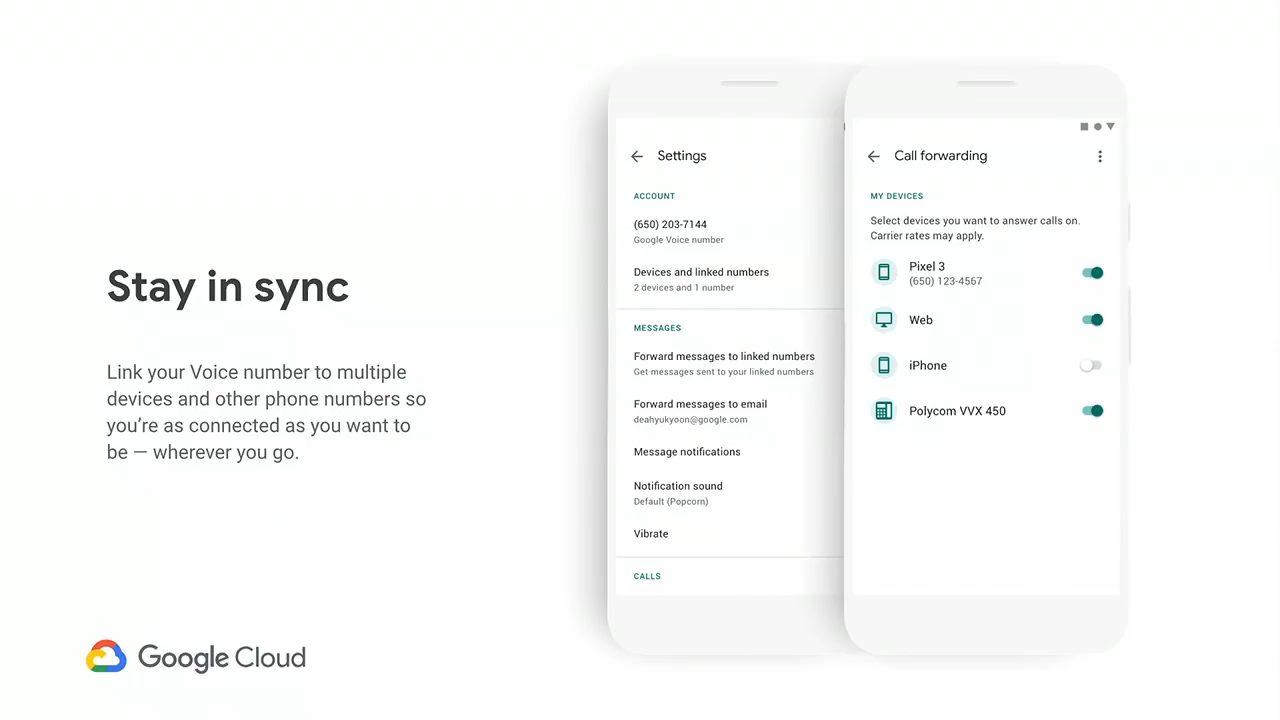 Stay in sync
Link your Voice number to multiple
devices and other phone numbers so
you're as connected as you want to
be — wherever you go.
Google Cloud
Settings
ACCOUNT
(650) 203-7144
Google Voice number
Devices and linked numbers
2 devices and 1 number
MESSAGES
Forward messages to linked numbers
Get messages sent to your linked numbers
Forward messages to email
deahyukyoon@google.com
Message notifications
Notification sound
Default (Popcorn)
Vibrate
CALLS
Call forwarding
MY DEVICES
Select devices you want to answer calls on.
Carrier rates may apply.
Pixel 3
(650) 123-4567
Web
iPhone
Polycom VVX 450